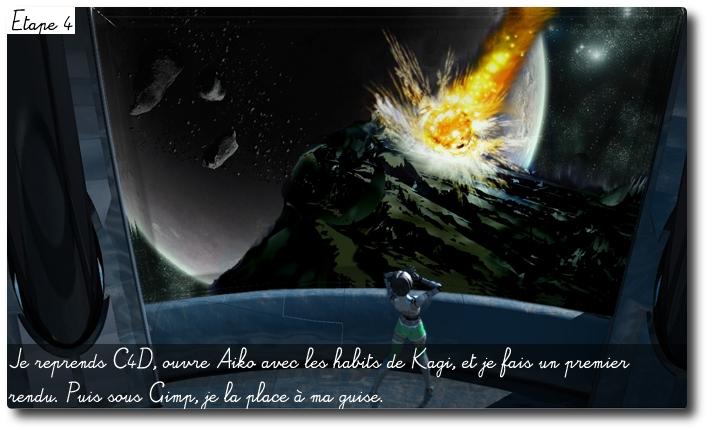 Etape 4
Je reprends C4D, ouvre Aiko avec les habits de Kagi, et je fais un premier
rendu. Puis sous Gimp, je la place à ma guise.